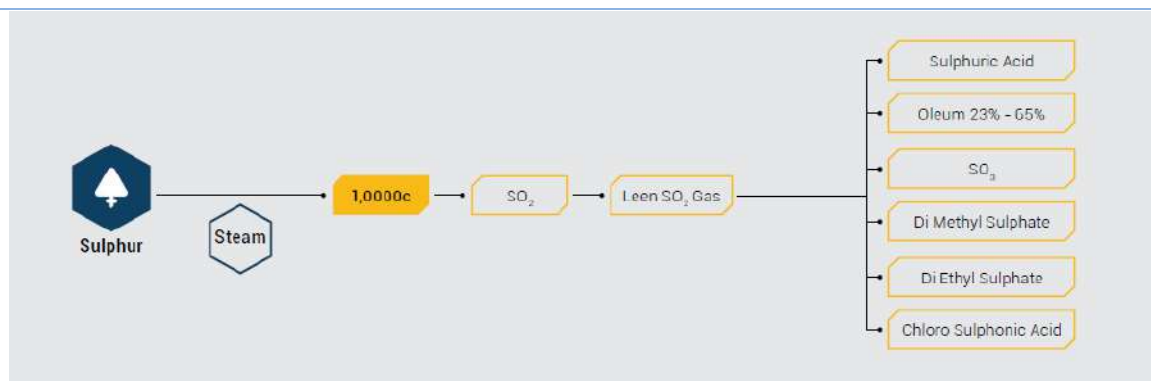 Sulphur
Steam
1,0000c
SO₂
Leen SO₂ Gas
Sulphuric Acid
Oleum 23% - 65%
SO₃
Di Methyl Sulphate
Di Ethyl Sulphate
Chloro Sulphonic Acid